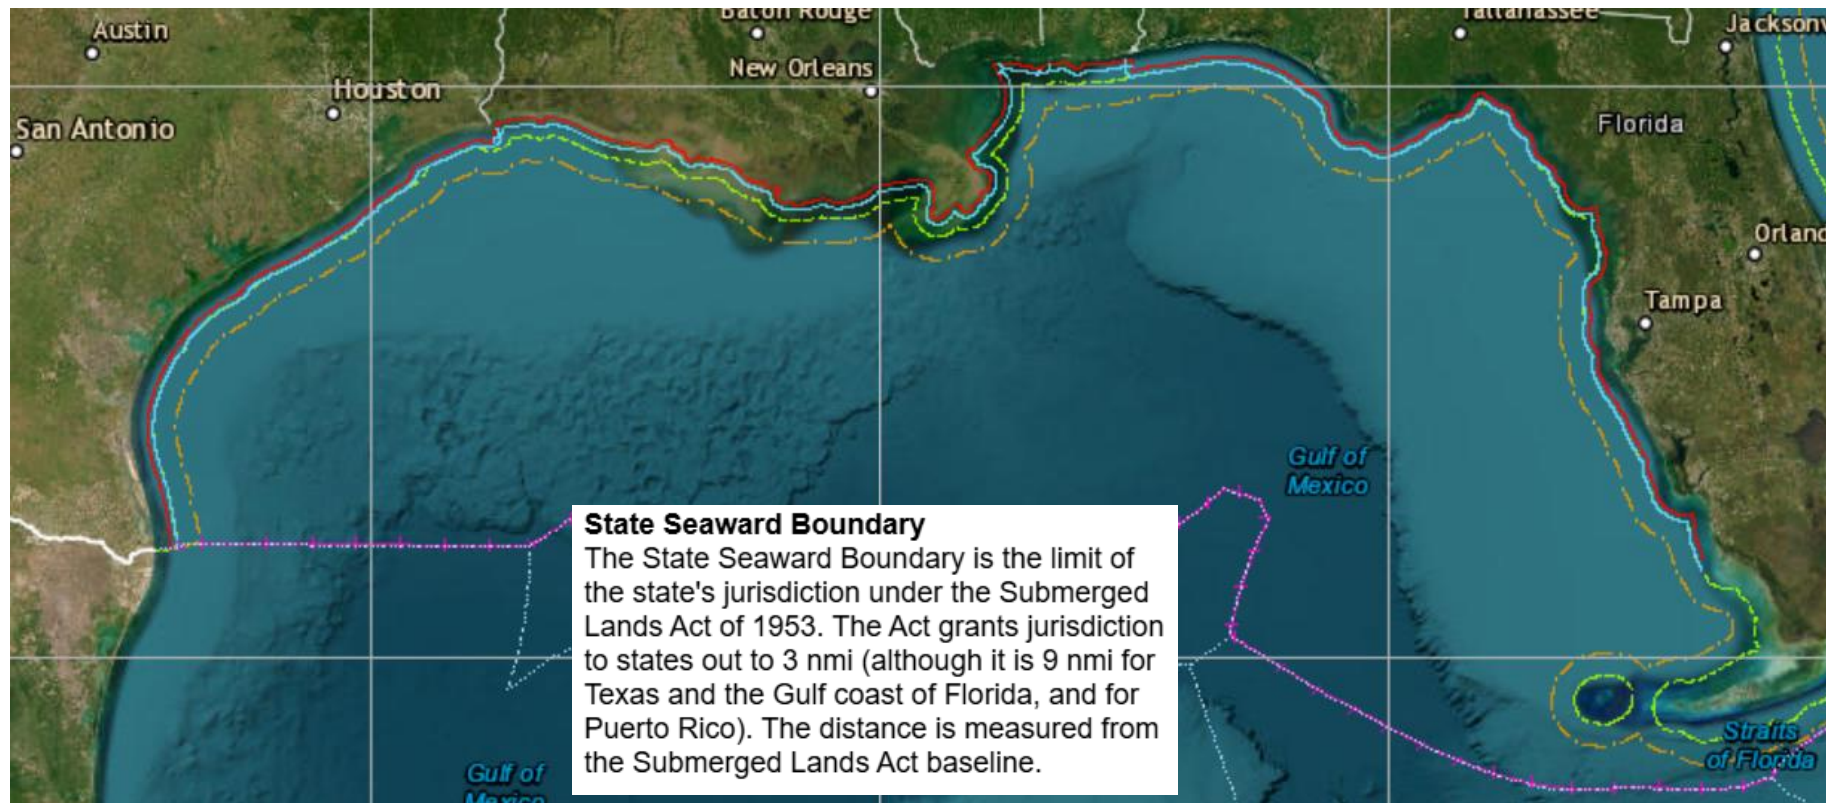 Austin
Baton Rouge
Tallahassee
Jacksonv
Houston
New Orleans
San Antonio
Florida
Orlando
Tampa
Gulf of
Mexico
State Seaward Boundary
The State Seaward Boundary is the limit of
the state's jurisdiction under the Submerged
Lands Act of 1953. The Act grants jurisdiction
to states out to 3 nmi (although it is 9 nmi for
Texas and the Gulf coast of Florida, and for
Puerto Rico). The distance is measured from
the Submerged Lands Act baseline.
Straits
of Florida
Gulf of
Mexico